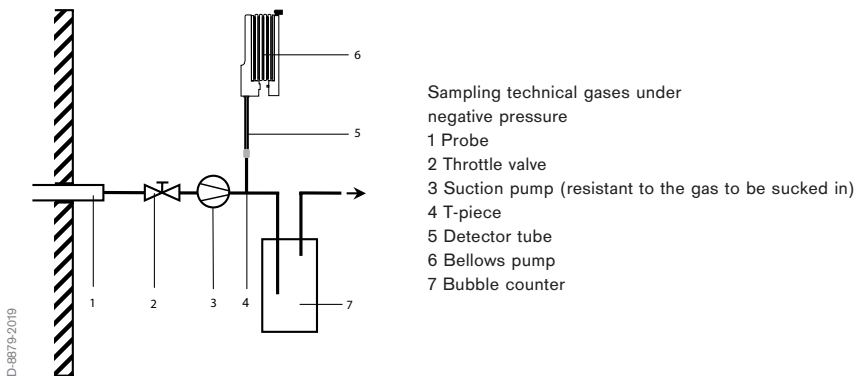 6
5
1
2
3
4
7
D-8879-2019
Sampling technical gases under
negative pressure
1 Probe
2 Throttle valve
3 Suction pump (resistant to the gas to be sucked in)
4 T-piece
5 Detector tube
6 Bellows pump
7 Bubble counter